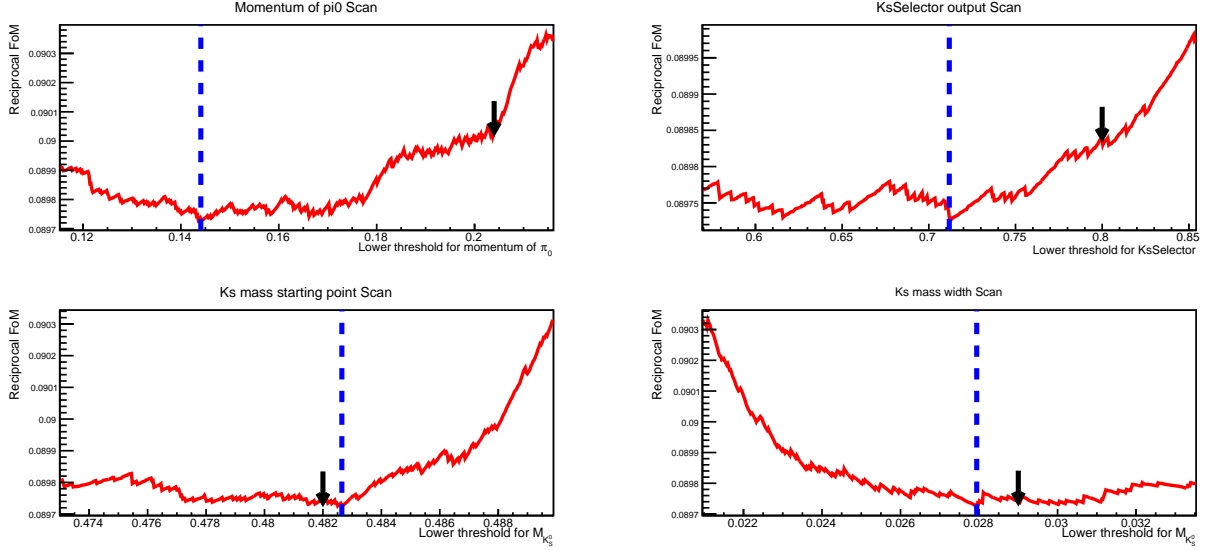 Momentum of pi0 Scan
Reciprocal FoM
0.0903
0.0902
0.0901
0.09
0.0899
0.0898
0.0897
0.12 0.14 0.16 0.18 0.2
Lower threshold for momentum of π0
KsSelector output Scan
Reciprocal FoM
0.08995
0.0899
0.08985
0.0898
0.08975
0.6 0.65 0.7 0.75 0.8 0.85
Lower threshold for KsSelector
Ks mass starting point Scan
Reciprocal FoM
0.0903
0.0902
0.0901
0.09
0.0899
0.0898
0.0897
0.474 0.476 0.478 0.48 0.482 0.484 0.486 0.488
Lower threshold for M_{K_S^0}
Ks mass width Scan
Reciprocal FoM
0.0903
0.0902
0.0901
0.09
0.0899
0.0898
0.0897
0.022 0.024 0.026 0.028 0.03 0.032
Lower threshold for M_{K_S^0}